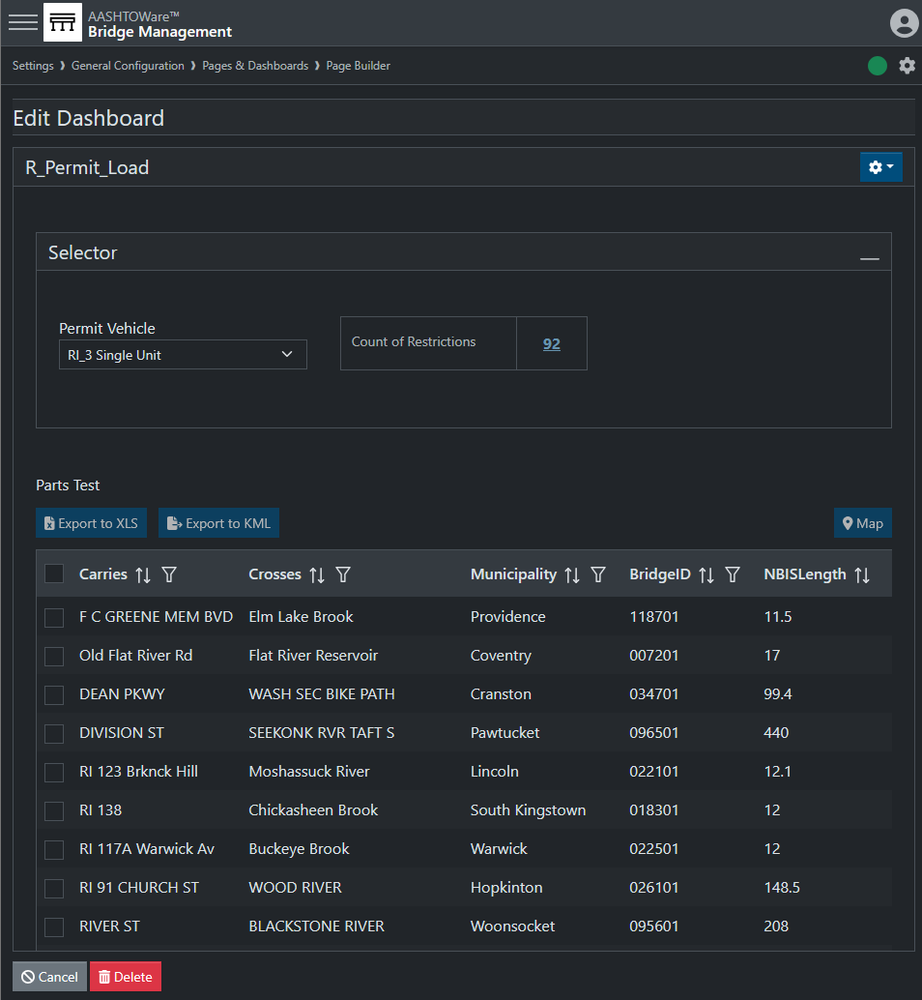 AASHTOWare™
Bridge Management
Settings ❱ General Configuration ❱ Pages & Dashboards ❱ Page Builder
Edit Dashboard
R_Permit_Load
Selector
Permit Vehicle
RI_3 Single Unit
Count of Restrictions 92
Parts Test
Export to XLS Export to KML Map
Carries Crosses Municipality BridgeID NBISLength
F C GREENE MEM BVD Elm Lake Brook Providence 118701 11.5
Old Flat River Rd Flat River Reservoir Coventry 007201 17
DEAN PKWY WASH SEC BIKE PATH Cranston 034701 99.4
DIVISION ST SEEKONK RVR TAFT S Pawtucket 096501 440
RI 123 Brknck Hill Moshassuck River Lincoln 022101 12.1
RI 138 Chickasheen Brook South Kingstown 018301 12
RI 117A Warwick Av Buckeye Brook Warwick 022501 12
RI 91 CHURCH ST WOOD RIVER Hopkinton 026101 148.5
RIVER ST BLACKSTONE RIVER Woonsocket 095601 208
Cancel Delete